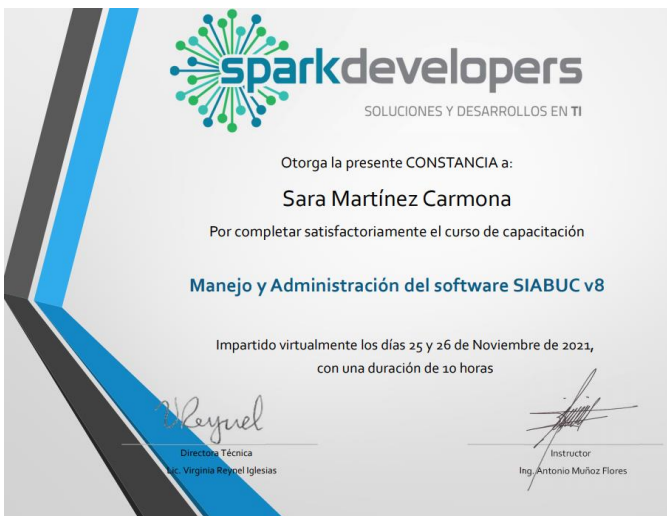 sparkdevelopers
SOLUCIONES Y DESARROLLOS EN TI
Otorga la presente CONSTANCIA a:
Sara Martínez Carmona
Por completar satisfactoriamente el curso de capacitación
Manejo y Administración del software SIABUC v8
Impartido virtualmente los días 25 y 26 de Noviembre de 2021,
con una duración de 10 horas
VReynel
Directora Técnica
Lic. Virginia Reynel Iglesias
Instructor
Ing. Antonio Muñoz Flores